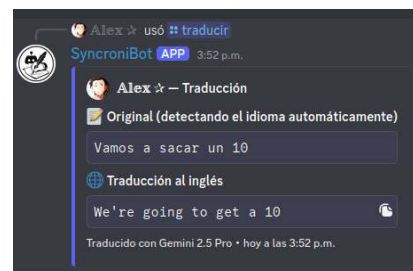 Alex ☆ usó traducir
SyncroniBot APP 3:52 p.m.
Alex ☆ — Traducción
Original (detectando el idioma automáticamente)
Vamos a sacar un 10
Traducción al inglés
We're going to get a 10
Traducido con Gemini 2.5 Pro • hoy a las 3:52 p.m.